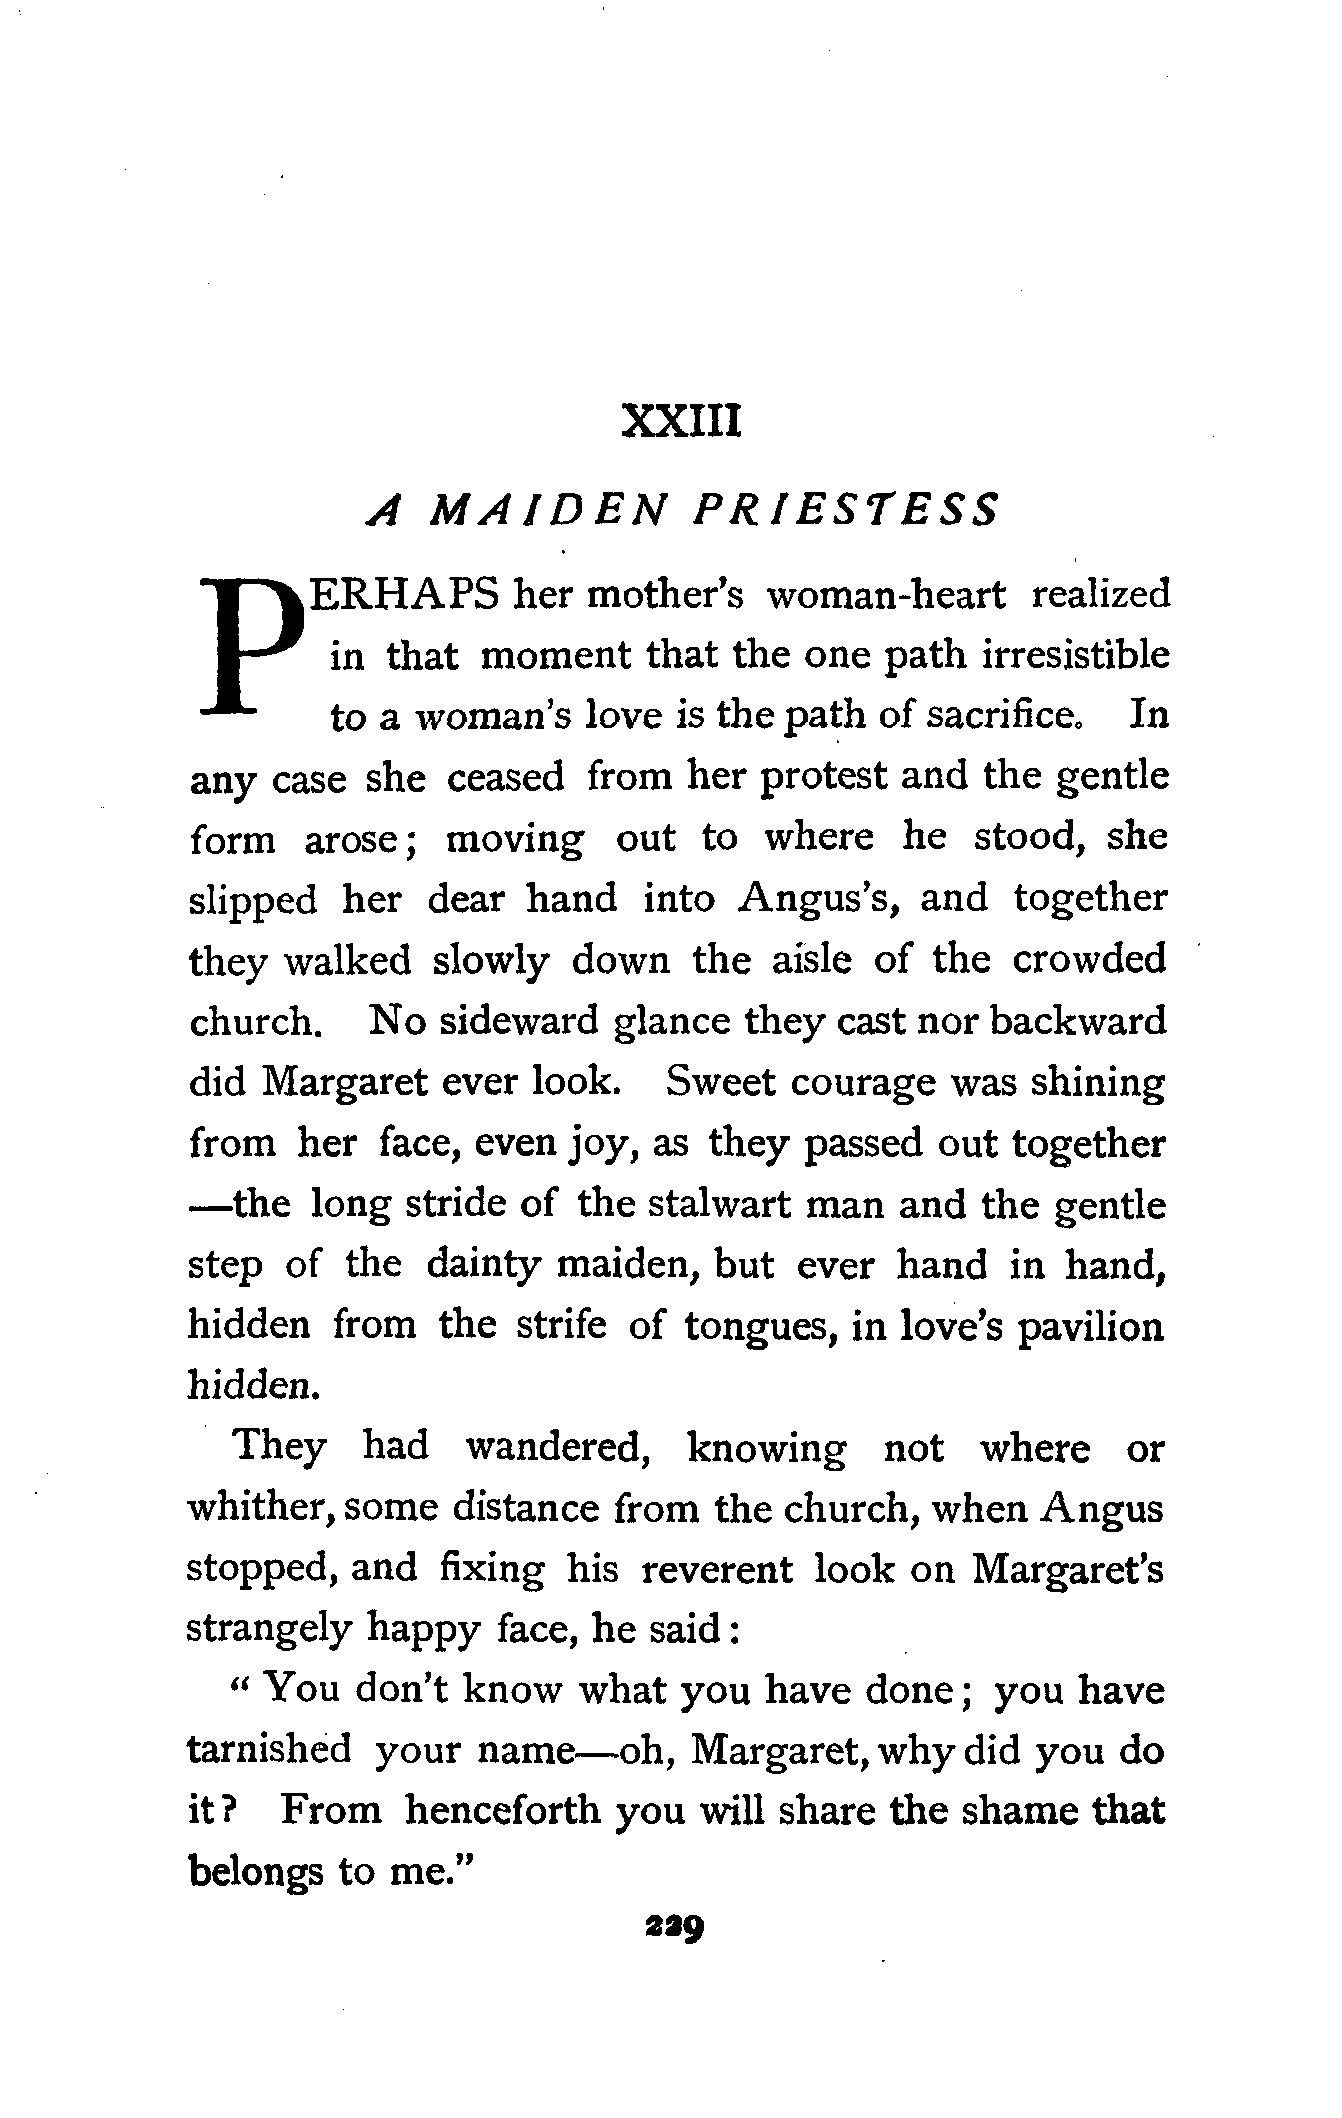 XXIII
A MAIDEN PRIESTESS
PERHAPS her mother's woman-heart realized
in that moment that the one path irresistible
to a woman's love is the path of sacrifice. In
any case she ceased from her protest and the gentle
form arose; moving out to where he stood, she
slipped her dear hand into Angus's, and together
they walked slowly down the aisle of the crowded
church. No sideward glance they cast nor backward
did Margaret ever look. Sweet courage was shining
from her face, even joy, as they passed out together
—the long stride of the stalwart man and the gentle
step of the dainty maiden, but ever hand in hand,
hidden from the strife of tongues, in love's pavilion
hidden.
They had wandered, knowing not where or
whither, some distance from the church, when Angus
stopped, and fixing his reverent look on Margaret's
strangely happy face, he said:
"You don't know what you have done; you have
tarnished your name—oh, Margaret, why did you do
it? From henceforth you will share the shame that
belongs to me."
229